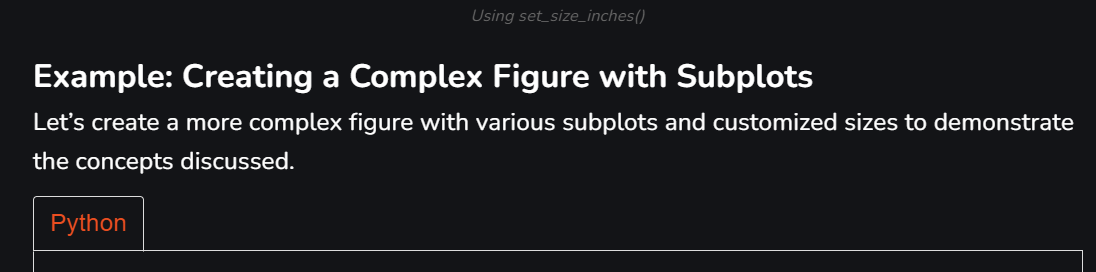 Using set_size_inches()
Example: Creating a Complex Figure with Subplots
Let’s create a more complex figure with various subplots and customized sizes to demonstrate
the concepts discussed.
Python